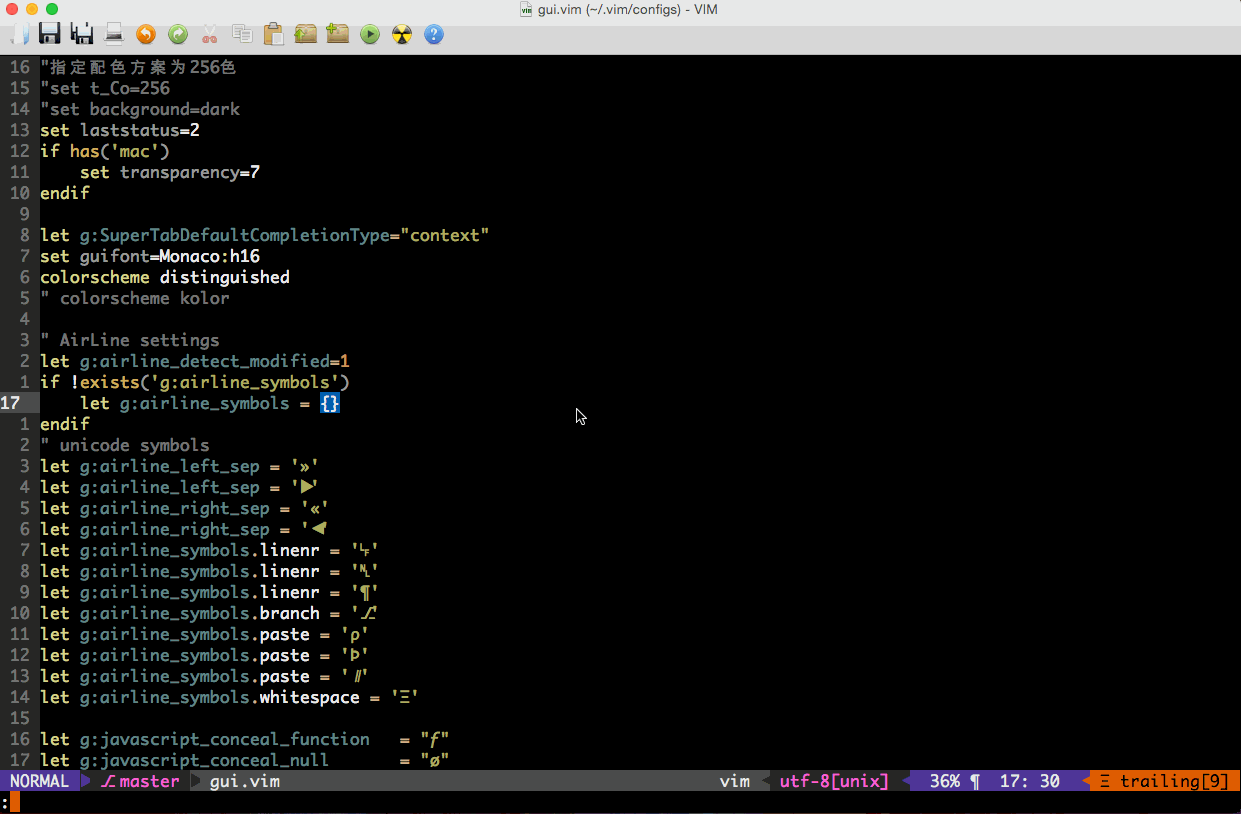 gui.vim (~/.vim/configs) - VIM
16 "指定配色方案为256色
15 "set t_Co=256
14 "set background=dark
13 set laststatus=2
12 if has('mac')
11     set transparency=7
10 endif
9
8 let g:SuperTabDefaultCompletionType="context"
7 set guifont=Monaco:h16
6 colorscheme distinguished
5 " colorscheme kolor
4
3 " AirLine settings
2 let g:airline_detect_modified=1
1 if !exists('g:airline_symbols')
17     let g:airline_symbols = {}
1 endif
2 " unicode symbols
3 let g:airline_left_sep = '»'
4 let g:airline_left_sep = '▶'
5 let g:airline_right_sep = '«'
6 let g:airline_right_sep = '◀'
7 let g:airline_symbols.linenr = '␊'
8 let g:airline_symbols.linenr = '␤'
9 let g:airline_symbols.linenr = '¶'
10 let g:airline_symbols.branch = '⎇'
11 let g:airline_symbols.paste = 'ρ'
12 let g:airline_symbols.paste = 'Þ'
13 let g:airline_symbols.paste = '∥'
14 let g:airline_symbols.whitespace = 'Ξ'
15
16 let g:javascript_conceal_function   = "ƒ"
17 let g:javascript_conceal_null       = "ø"
NORMAL ⎇ master gui.vim vim utf-8[unix] 36% ¶ 17: 30 Ξ trailing[9]
: